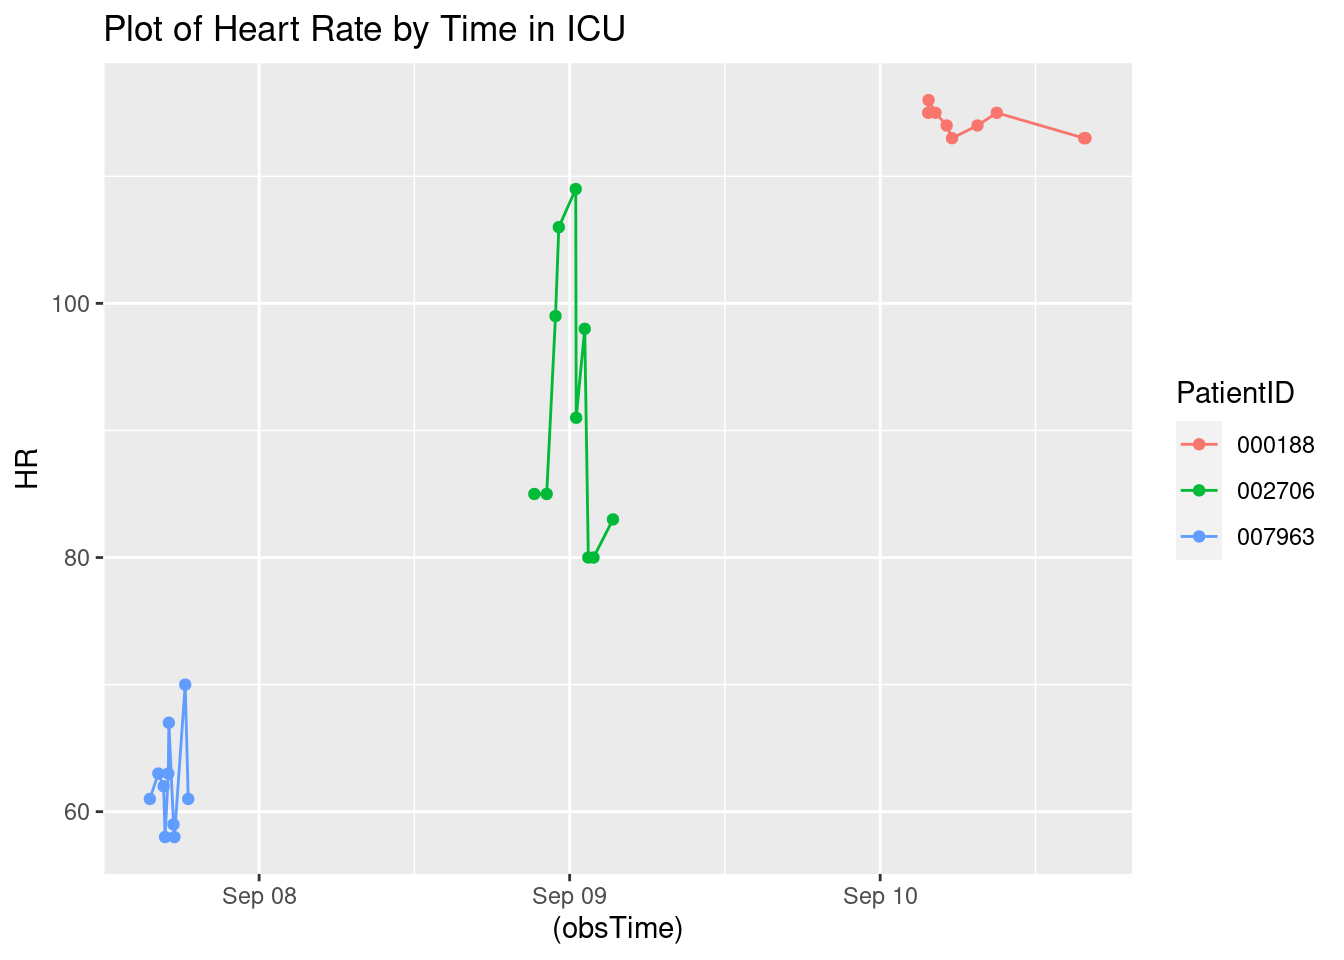 Plot of Heart Rate by Time in ICU
HR
100
80
60
Sep 08
Sep 09
Sep 10
(obsTime)
PatientID
000188
002706
007963